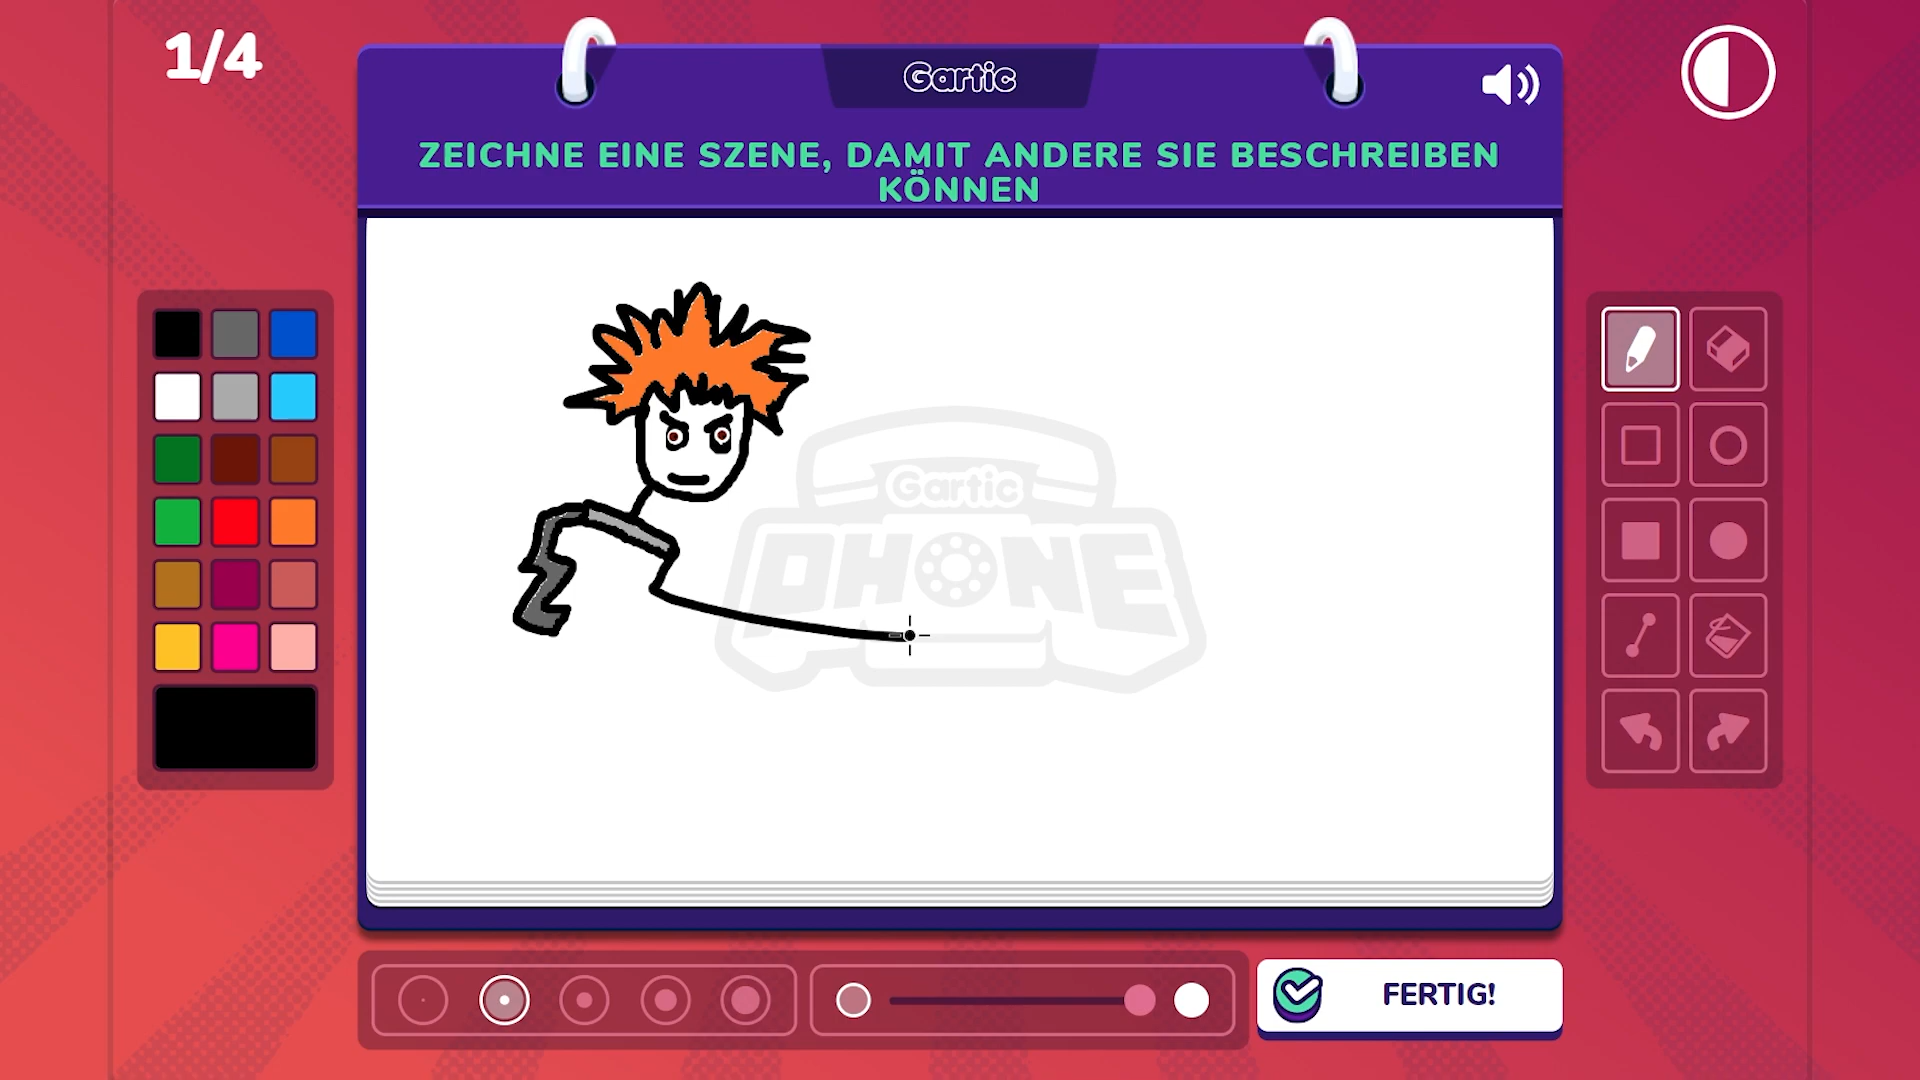 1/4
Gartic
ZEICHNE EINE SZENE, DAMIT ANDERE SIE BESCHREIBEN
KÖNNEN
Gartic
PHONE
FERTIG!